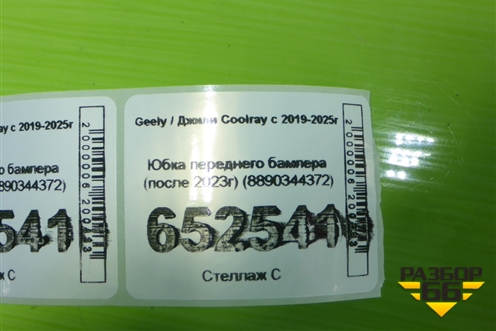 y с 2019-2025г
го бампера
8890344372)
541
ж С
Geely / Джили Coolray с 2019-2025г
Юбка переднего бампера
(после 2023г) (8890344372)
652541
Стеллаж С
РАЗБОР
66